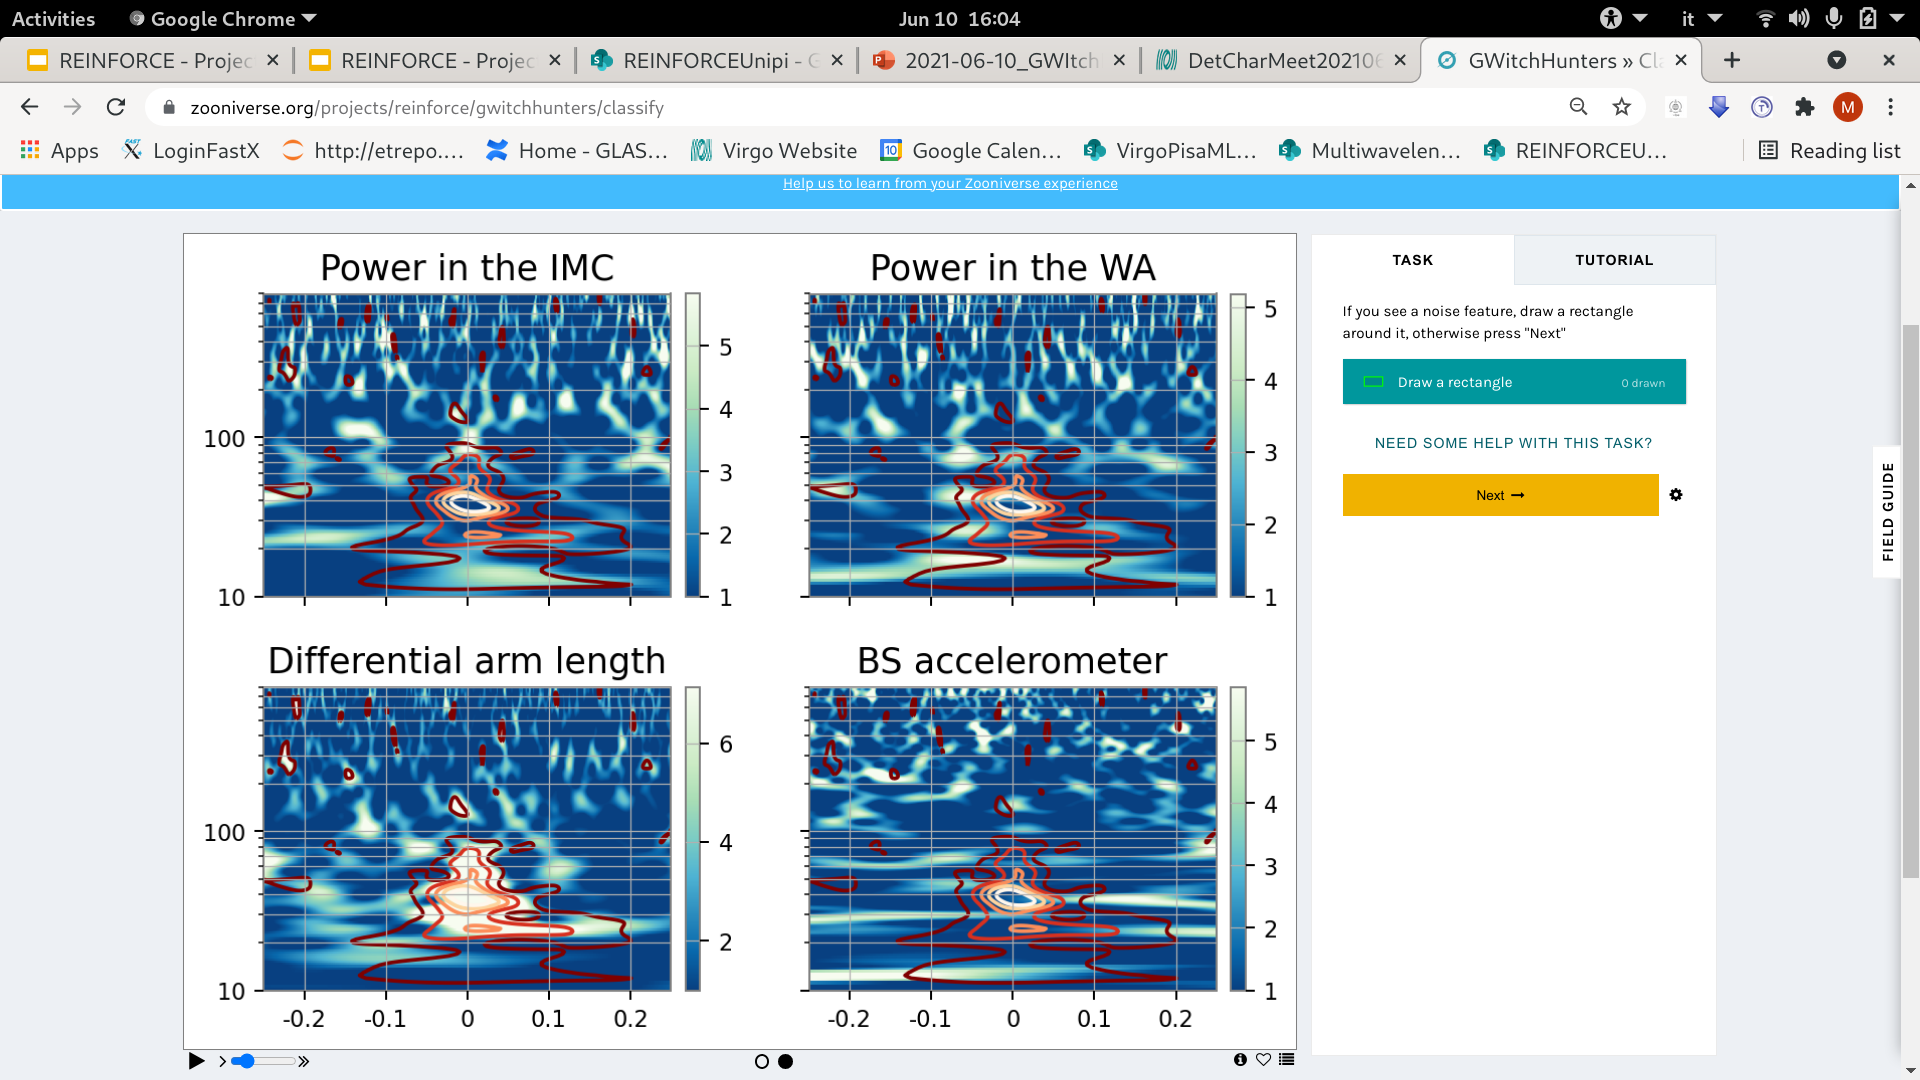 Activities Google Chrome Jun 10 16:04 it
REINFORCE - Projec REINFORCE - Projec REINFORCEUnipi - G 2021-06-10_GWItch DetCharMeet202106 GWitchHunters » Cla
zooniverse.org/projects/reinforce/gwitchhunters/classify M
Apps LoginFastX http://etrepo.… Home - GLAS… Virgo Website 10 Google Calen… VirgoPisaML… Multiwavelen… REINFORCEU… Reading list
Help us to learn from your Zooniverse experience
Power in the IMC
100
10
5
4
3
2
1
Power in the WA
5
4
3
2
1
Differential arm length
100
10
-0.2 -0.1 0 0.1 0.2
6
4
2
BS accelerometer
-0.2 -0.1 0 0.1 0.2
5
4
3
2
1
TASK TUTORIAL
If you see a noise feature, draw a rectangle
around it, otherwise press "Next"
Draw a rectangle 0 drawn
NEED SOME HELP WITH THIS TASK?
Next →
FIELD GUIDE